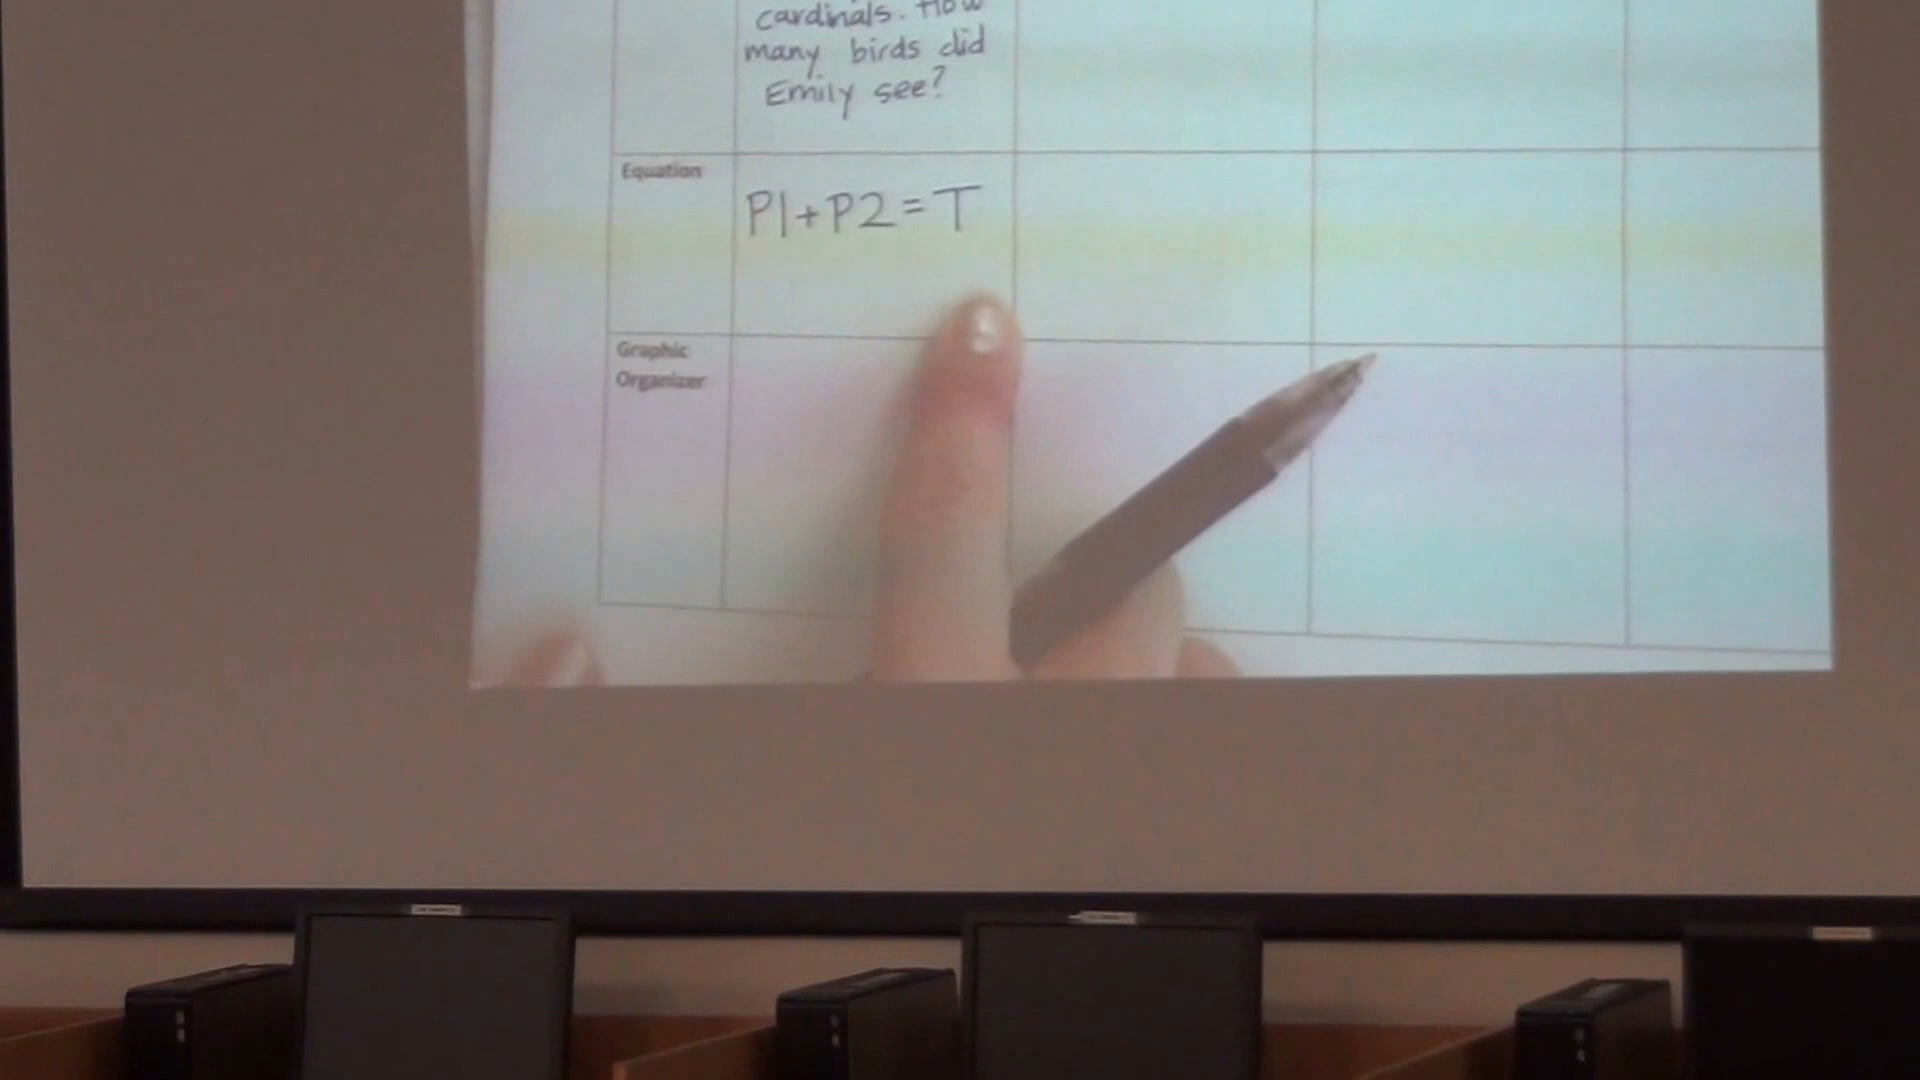 cardinals. How
many birds did
Emily see?
Equation
P1+P2=T
Graphic
Organizer